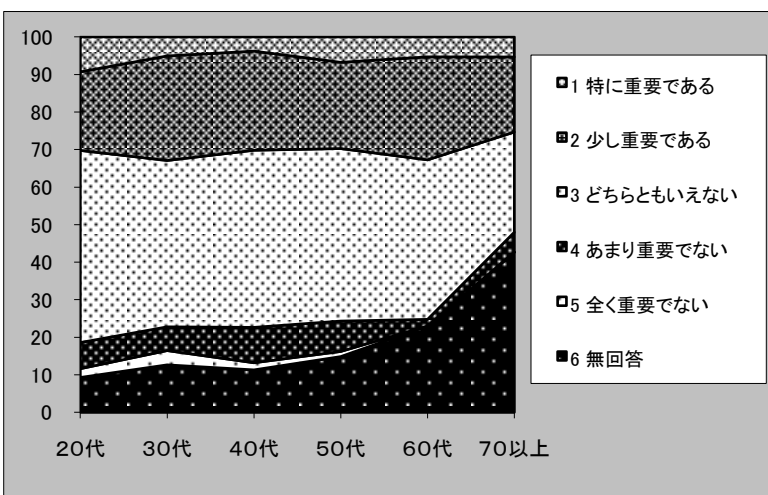 100
90
80
70
60
50
40
30
20
10
0
20代 30代 40代 50代 60代 70以上
1 特に重要である
2 少し重要である
3 どちらともいえない
4 あまり重要でない
5 全く重要でない
6 無回答